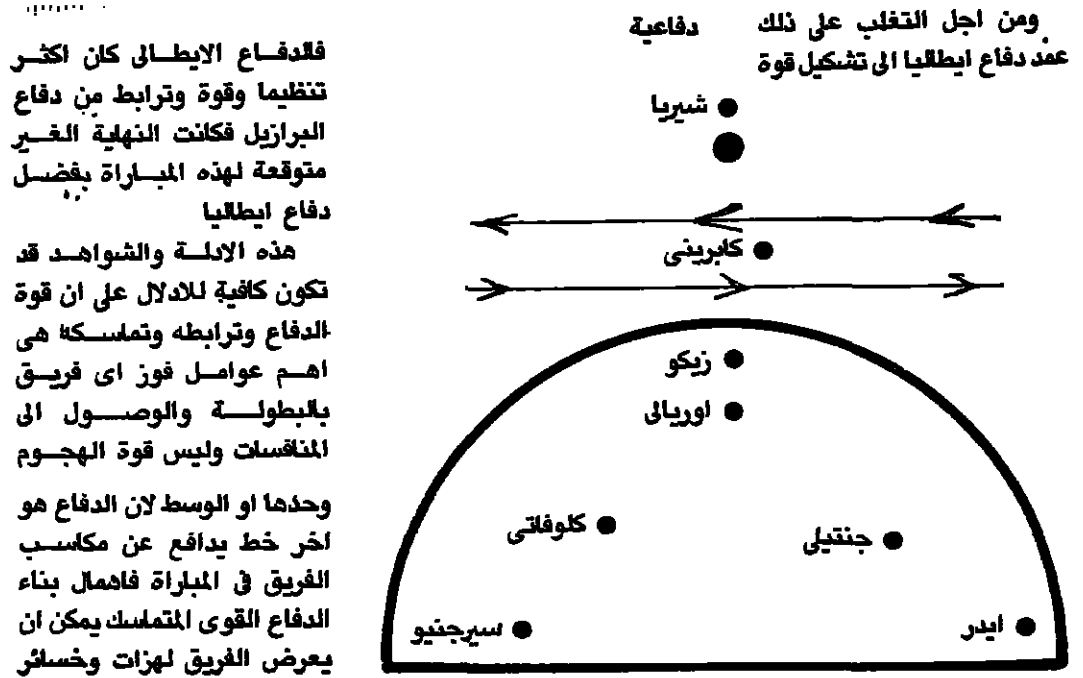 ومن اجل التغلب على ذلك
عمد دفاع ايطاليا الى تشكيل قوة
دفاعية
شيريا
كابرينى
زيكو
اوريالى
كلوفاتى
جنتيلى
سيرجنيو
ايدر
فالدفاع الايطالى كان اكثر
تنظيما وقوة وترابط من دفاع
البرازيل فكانت النهاية الغير
متوقعة لهذه المباراة بفضل
دفاع ايطاليا
هذه الادلة والشواهد قد
تكون كافية للادلال على ان قوة
الدفاع وترابطه وتماسكه هى
اهم عوامل فوز اى فريق
بالبطولة والوصول الى
المنافسات وليس قوة الهجوم
وحدها او الوسط لان الدفاع هو
اخر خط يدافع عن مكاسب
الفريق فى المباراة فاهمال بناء
الدفاع القوى المتماسك يمكن ان
يعرض الفريق لهزات وخسائر